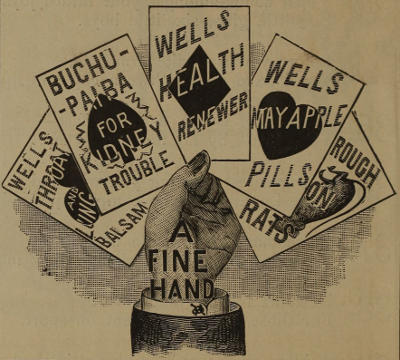 WELLS
THROAT
AND
LUNG
BALSAM
BUCHU-
-PAIBA
FOR
KIDNEY
TROUBLE
WELLS
HEALTH
RENEWER
WELLS
MAY APPLE
PILLS
ROUGH
ON
RATS
A
FINE
HAND